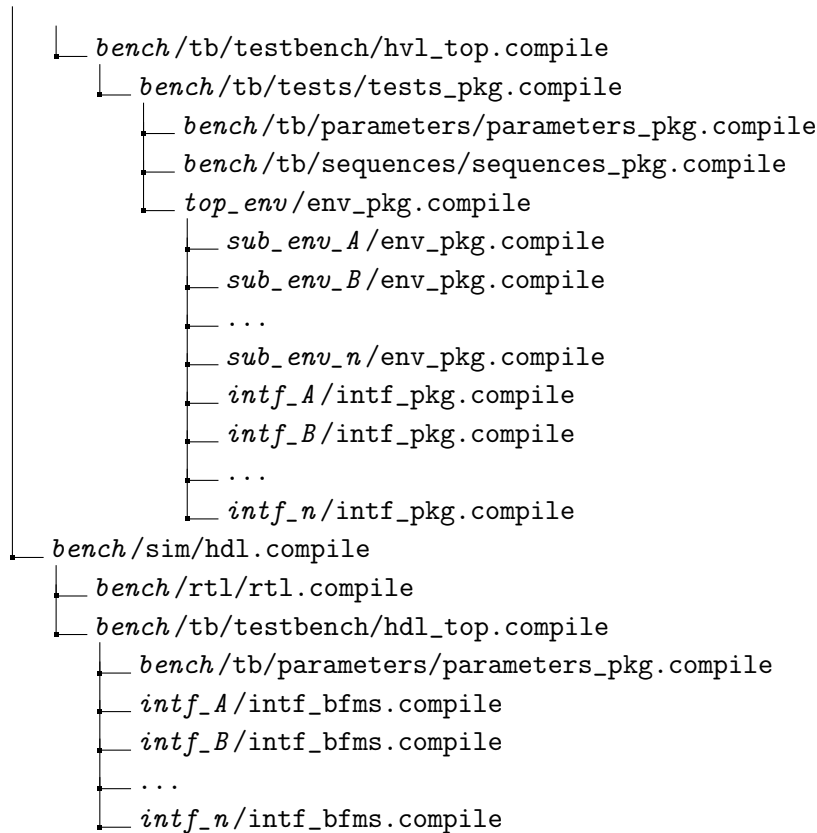 bench/tb/testbench/hvl_top.compile
bench/tb/tests/tests_pkg.compile
bench/tb/parameters/parameters_pkg.compile
bench/tb/sequences/sequences_pkg.compile
top_env/env_pkg.compile
sub_env_A/env_pkg.compile
sub_env_B/env_pkg.compile
...
sub_env_n/env_pkg.compile
intf_A/intf_pkg.compile
intf_B/intf_pkg.compile
...
intf_n/intf_pkg.compile
bench/sim/hdl.compile
bench/rtl/rtl.compile
bench/tb/testbench/hdl_top.compile
bench/tb/parameters/parameters_pkg.compile
intf_A/intf_bfms.compile
intf_B/intf_bfms.compile
...
intf_n/intf_bfms.compile